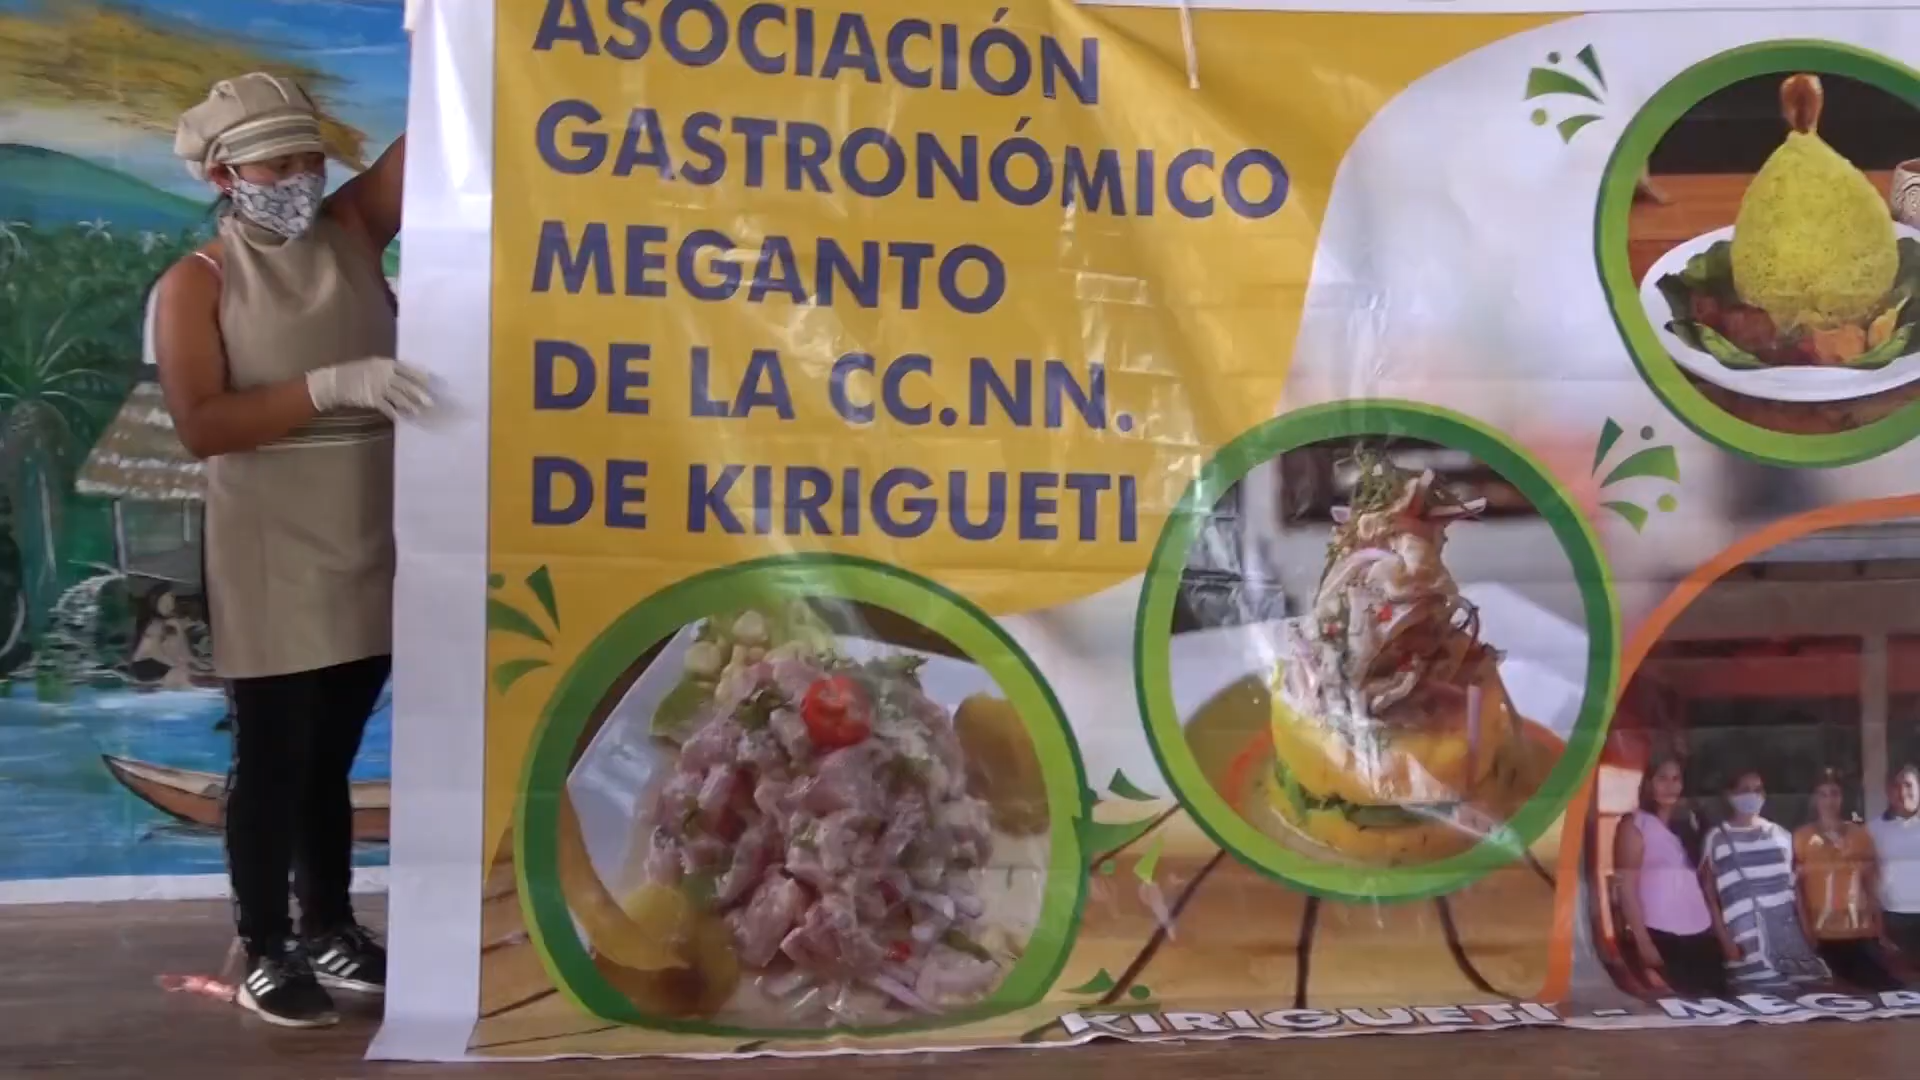 ASOCIACIÓN
GASTRONÓMICO
MEGANTO
DE LA CC.NN.
DE KIRIGUETI
KIRIGUETI - MEGA